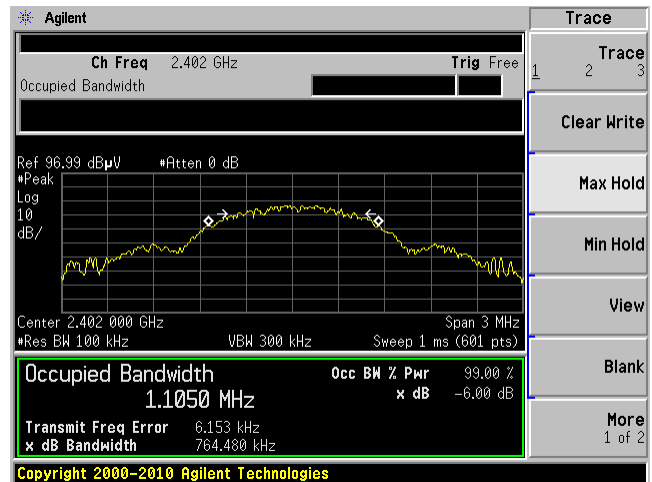 Agilent
Trace
Ch Freq 2.402 GHz Trig Free
Occupied Bandwidth
Trace
1 2 3
Clear Write
Max Hold
Min Hold
View
Blank
More
1 of 2
Ref 96.99 dBµV #Atten 0 dB
#Peak
Log
10
dB/
Center 2.402 000 GHz Span 3 MHz
#Res BW 100 kHz VBW 300 kHz Sweep 1 ms (601 pts)
Occupied Bandwidth Occ BW % Pwr 99.00 %
1.1050 MHz x dB -6.00 dB
Transmit Freq Error 6.153 kHz
x dB Bandwidth 764.480 kHz
Copyright 2000-2010 Agilent Technologies